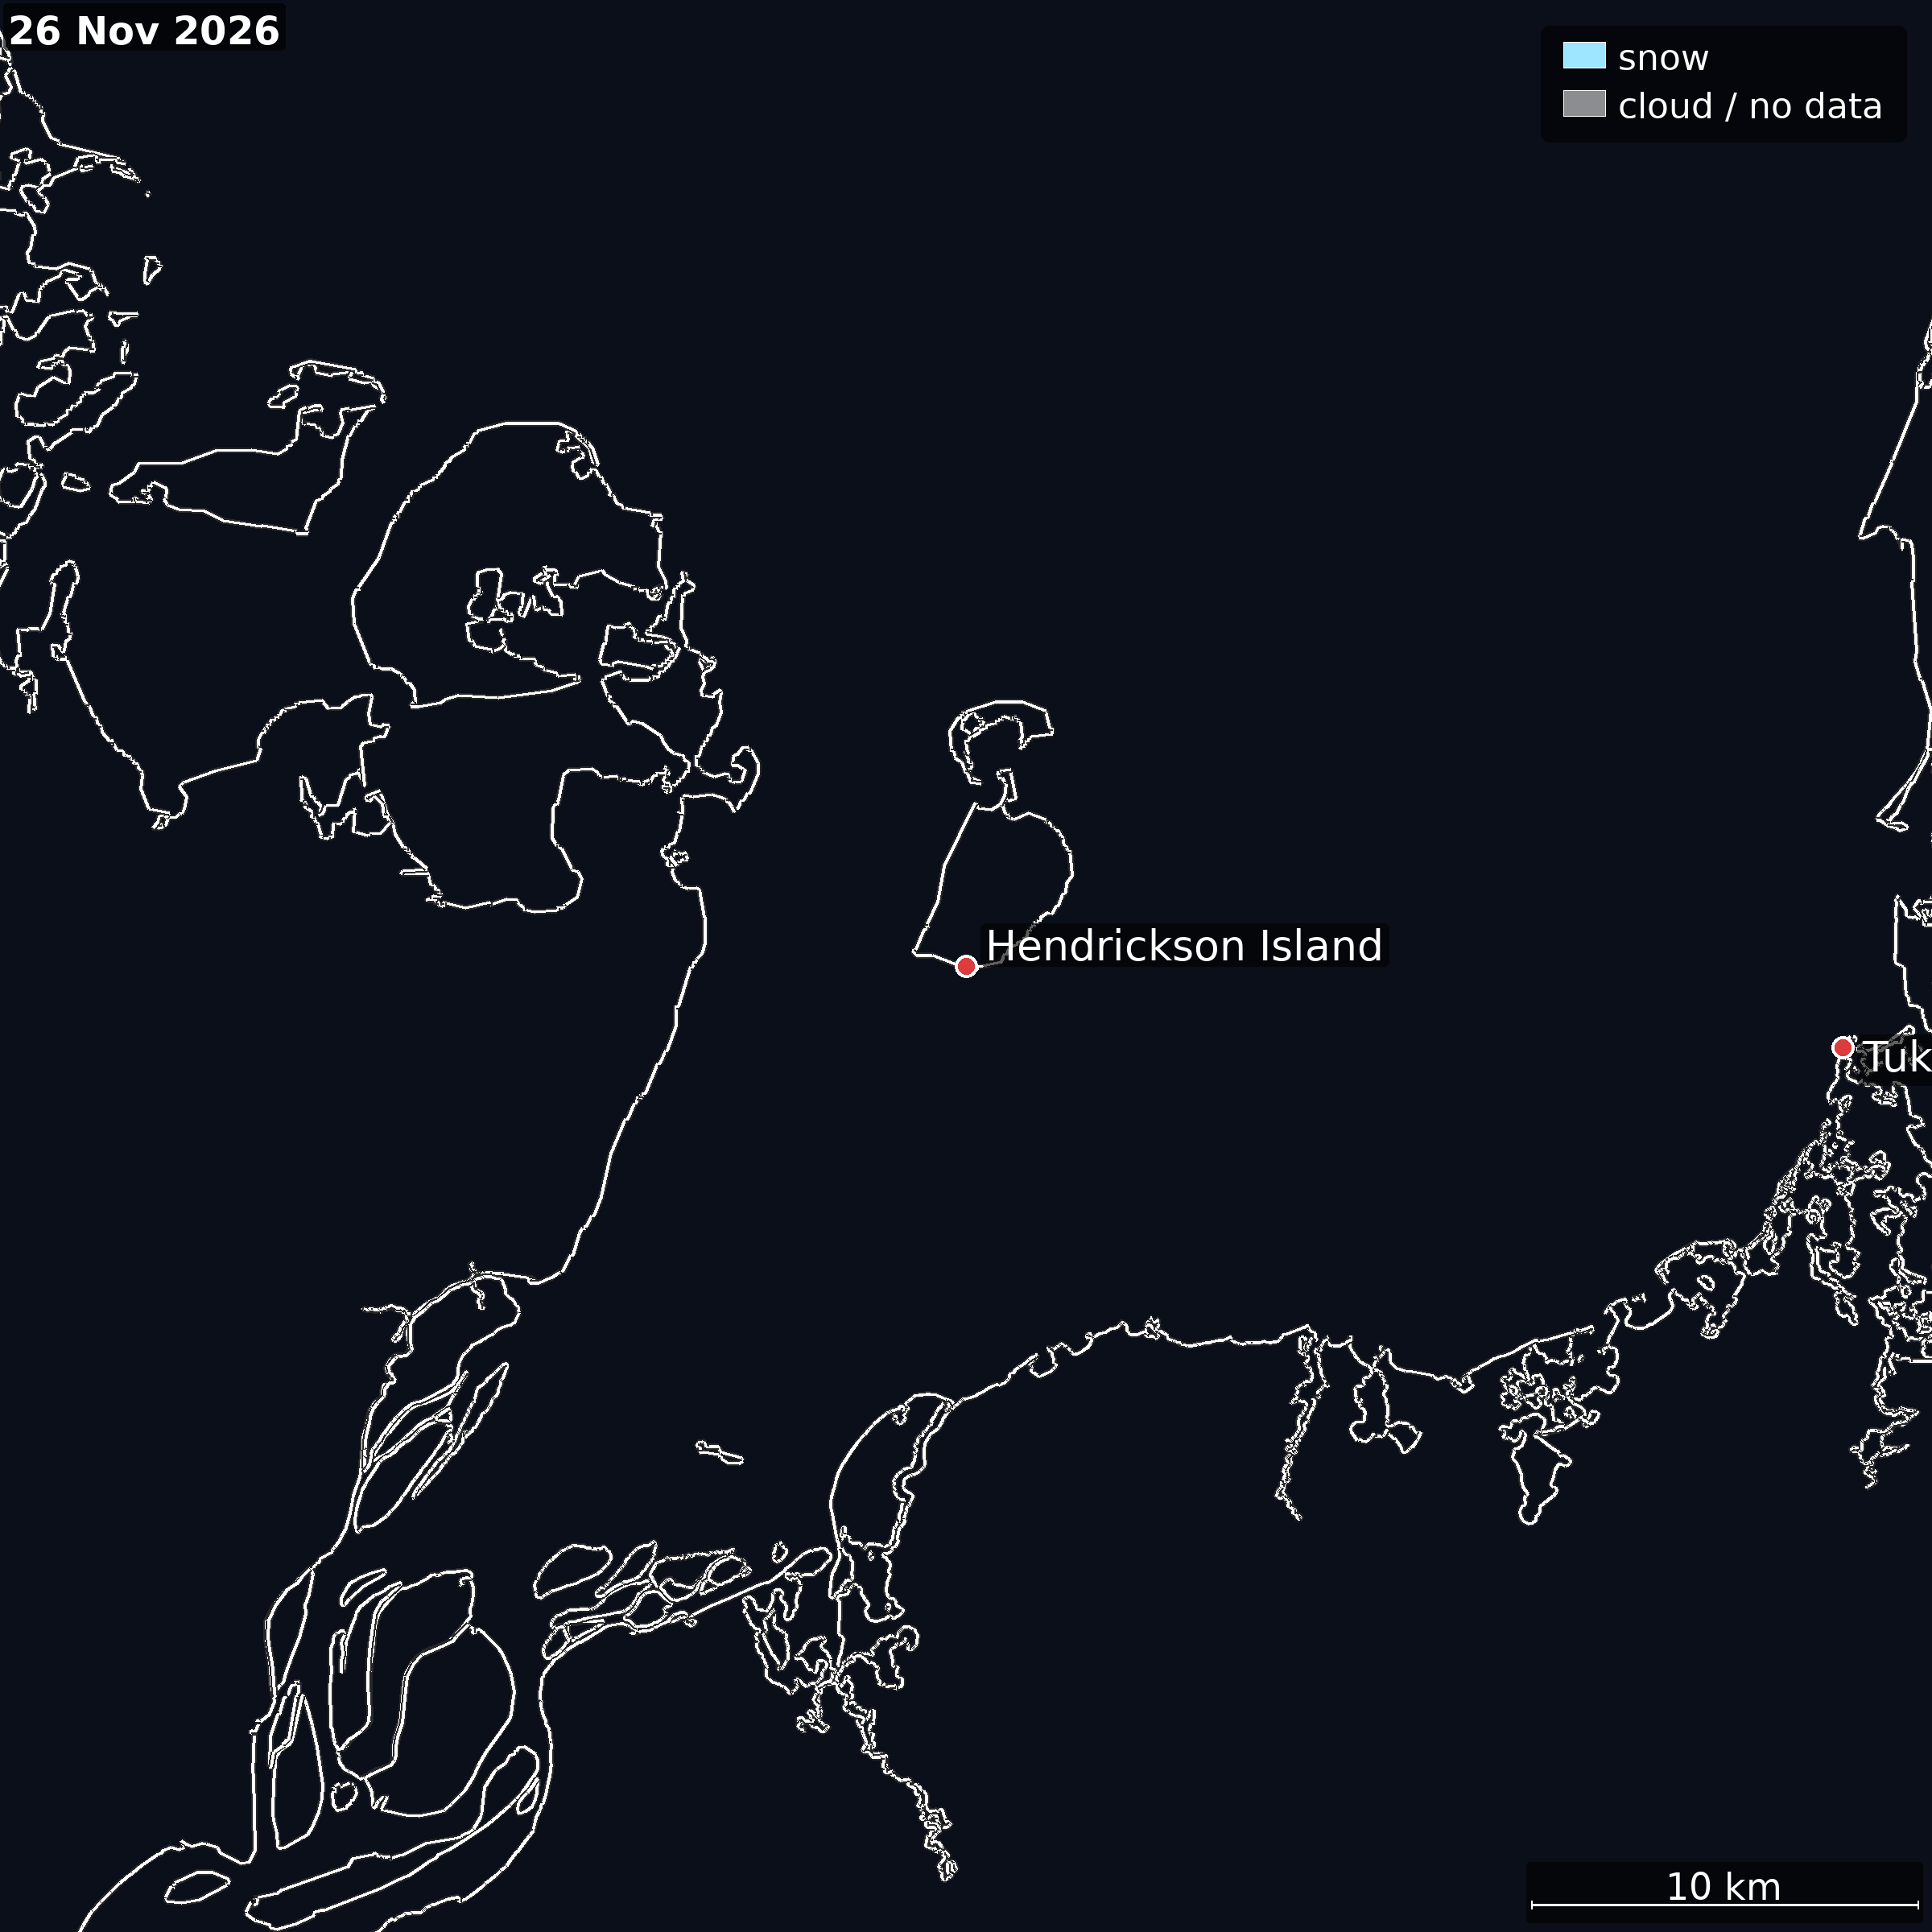 26 Nov 2026
snow
cloud / no data
Hendrickson Island
Tuk
10 km